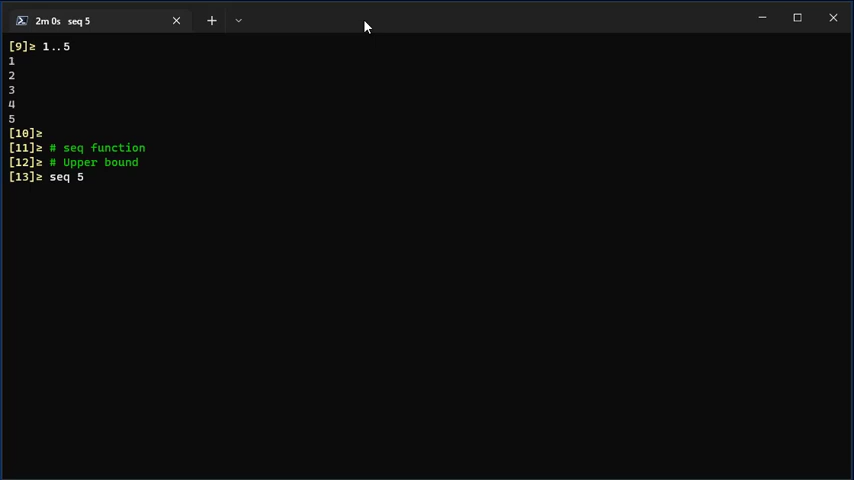 2m 0s seq 5
[9]≥ 1..5
1
2
3
4
5
[10]≥
[11]≥ # seq function
[12]≥ # Upper bound
[13]≥ seq 5